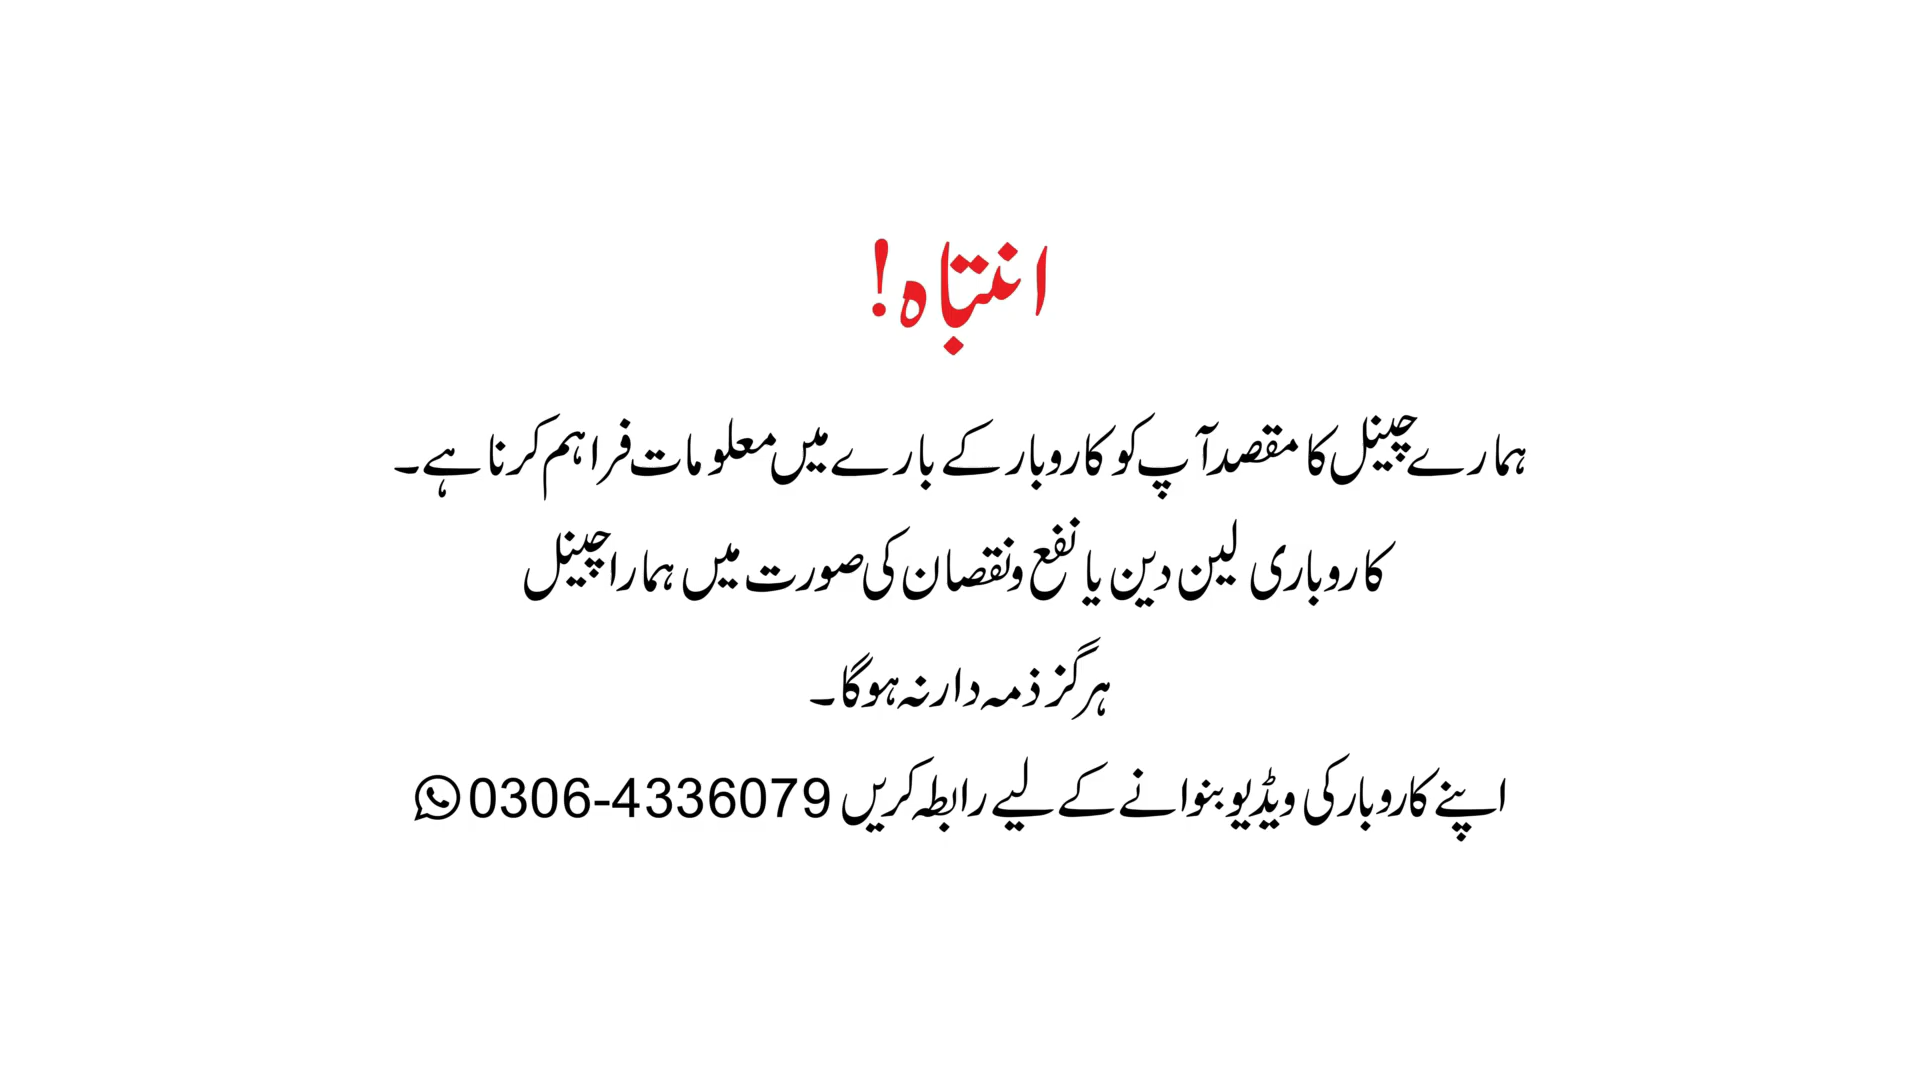 انتباہ!
ہمارے چینل کا مقصد آپ کو کاروبار کے بارے میں معلومات فراہم کرنا ہے۔
کاروباری لین دین یا نفع ونقصان کی صورت میں ہمارا چینل
ہرگز ذمہ دار نہ ہوگا۔
اپنے کاروبار کی ویڈیو بنوانے کے لیے رابطہ کریں 0306-4336079